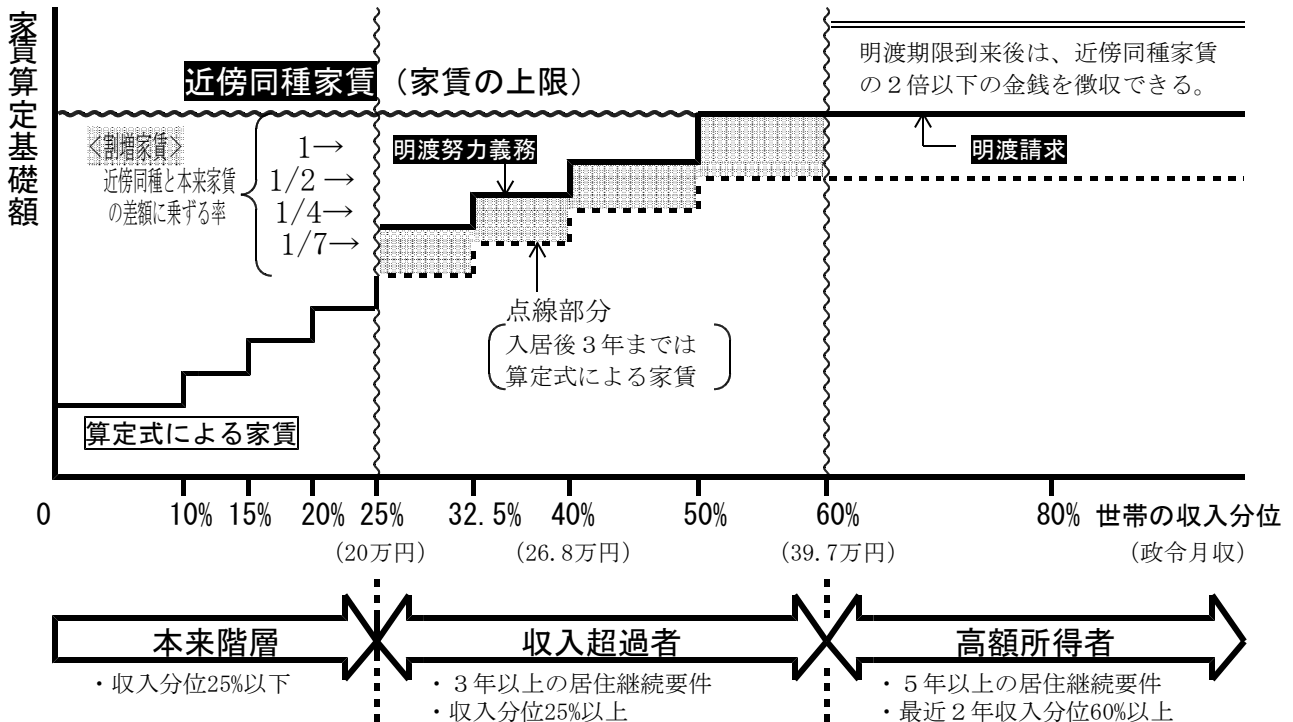 家賃算定基礎額
明渡期限到来後は、近傍同種家賃
の２倍以下の金銭を徴収できる。
近傍同種家賃（家賃の上限）
＜割増家賃＞
近傍同種と本来家賃
の差額に乗ずる率
1→
1/2→
1/4→
1/7→
明渡努力義務
明渡請求
点線部分
入居後３年までは
算定式による家賃
算定式による家賃
0 10% 15% 20% 25% 32.5% 40% 50% 60% 80% 世帯の収入分位
（20万円） （26.8万円） （39.7万円） （政令月収）
本来階層 収入超過者 高額所得者
・収入分位25%以下
・３年以上の居住継続要件
・収入分位25%以上
・５年以上の居住継続要件
・最近２年収入分位60%以上